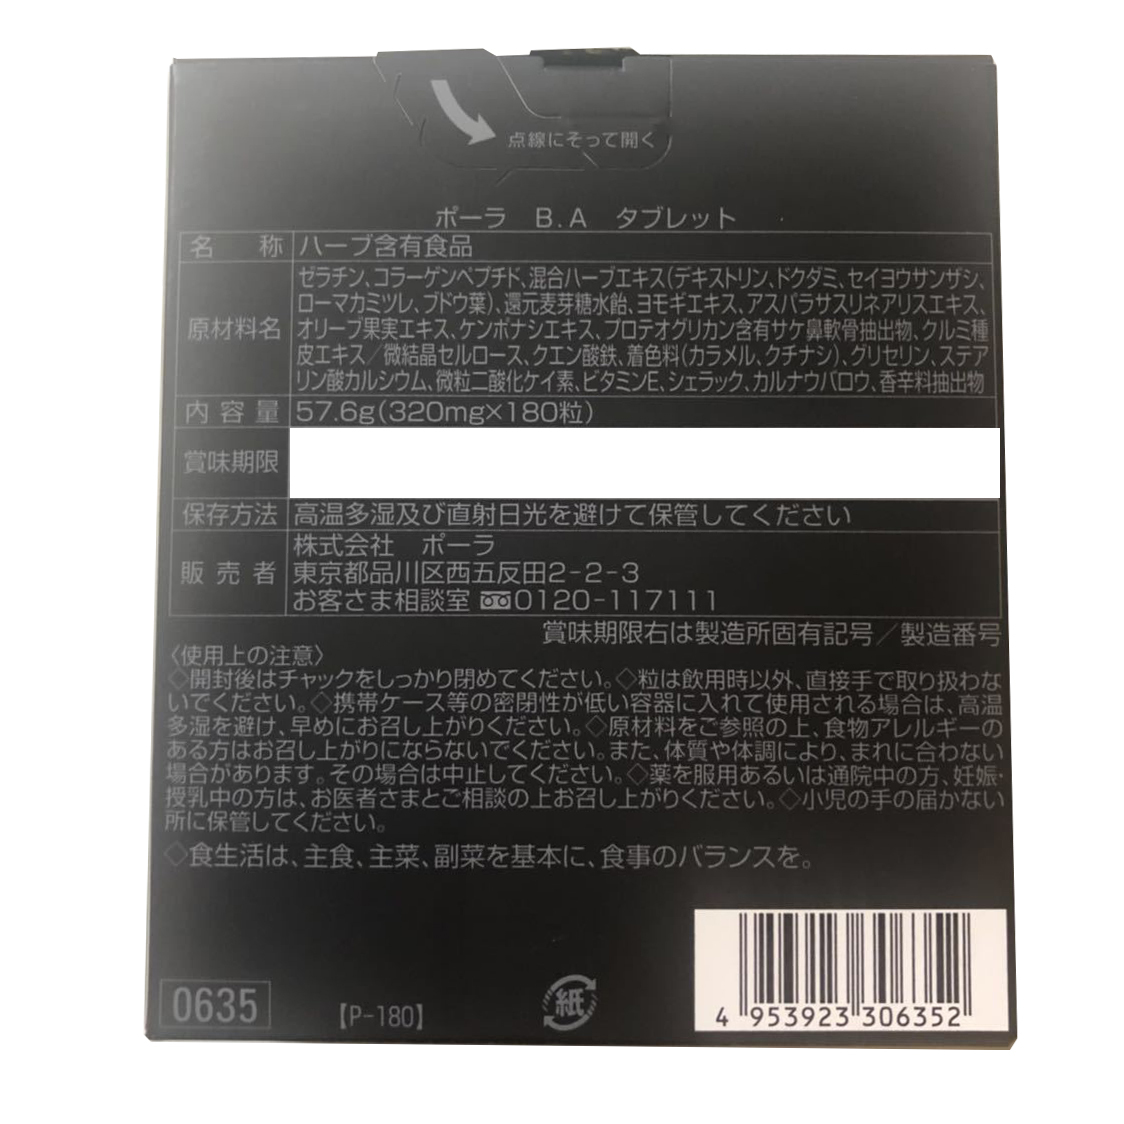 点線にそって開く
ポーラ B.A タブレット
名称 ハーブ含有食品
原材料名 ゼラチン、コラーゲンペプチド、混合ハーブエキス(デキストリン、ドクダミ、セイヨウサンザシ、
ローマカミツレ、ブドウ葉)、還元麦芽糖水飴、ヨモギエキス、アスパラサスリネアリスエキス、
オリーブ果実エキス、ケンポナシエキス、プロテオグリカン含有サケ鼻軟骨抽出物、クルミ種
皮エキス/微結晶セルロース、クエン酸鉄、着色料(カラメル、クチナシ)、グリセリン、ステア
リン酸カルシウム、微粒二酸化ケイ素、ビタミンE、シェラック、カルナウバロウ、香辛料抽出物
内容量 57.6g(320mg×180粒)
賞味期限
保存方法 高温多湿及び直射日光を避けて保管してください
販売者 株式会社 ポーラ
東京都品川区西五反田2-2-3
お客さま相談室 0120-117111
賞味期限右は製造所固有記号/製造番号
〈使用上の注意〉
◇開封後はチャックをしっかり閉めてください。◇粒は飲用時以外、直接手で取り扱わな
いでください。◇携帯ケース等の密閉性が低い容器に入れて使用される場合は、高温
多湿を避け、早めにお召し上がりください。◇原材料をご参照の上、食物アレルギーの
ある方はお召し上がりにならないでください。また、体質や体調により、まれに合わない
場合があります。その場合は中止してください。◇薬を服用あるいは通院中の方、妊娠・
授乳中の方は、お医者さまとご相談の上お召し上がりください。◇小児の手の届かない
所に保管してください。
◇食生活は、主食、主菜、副菜を基本に、食事のバランスを。
0635
【P-180】
紙
4 953923 306352